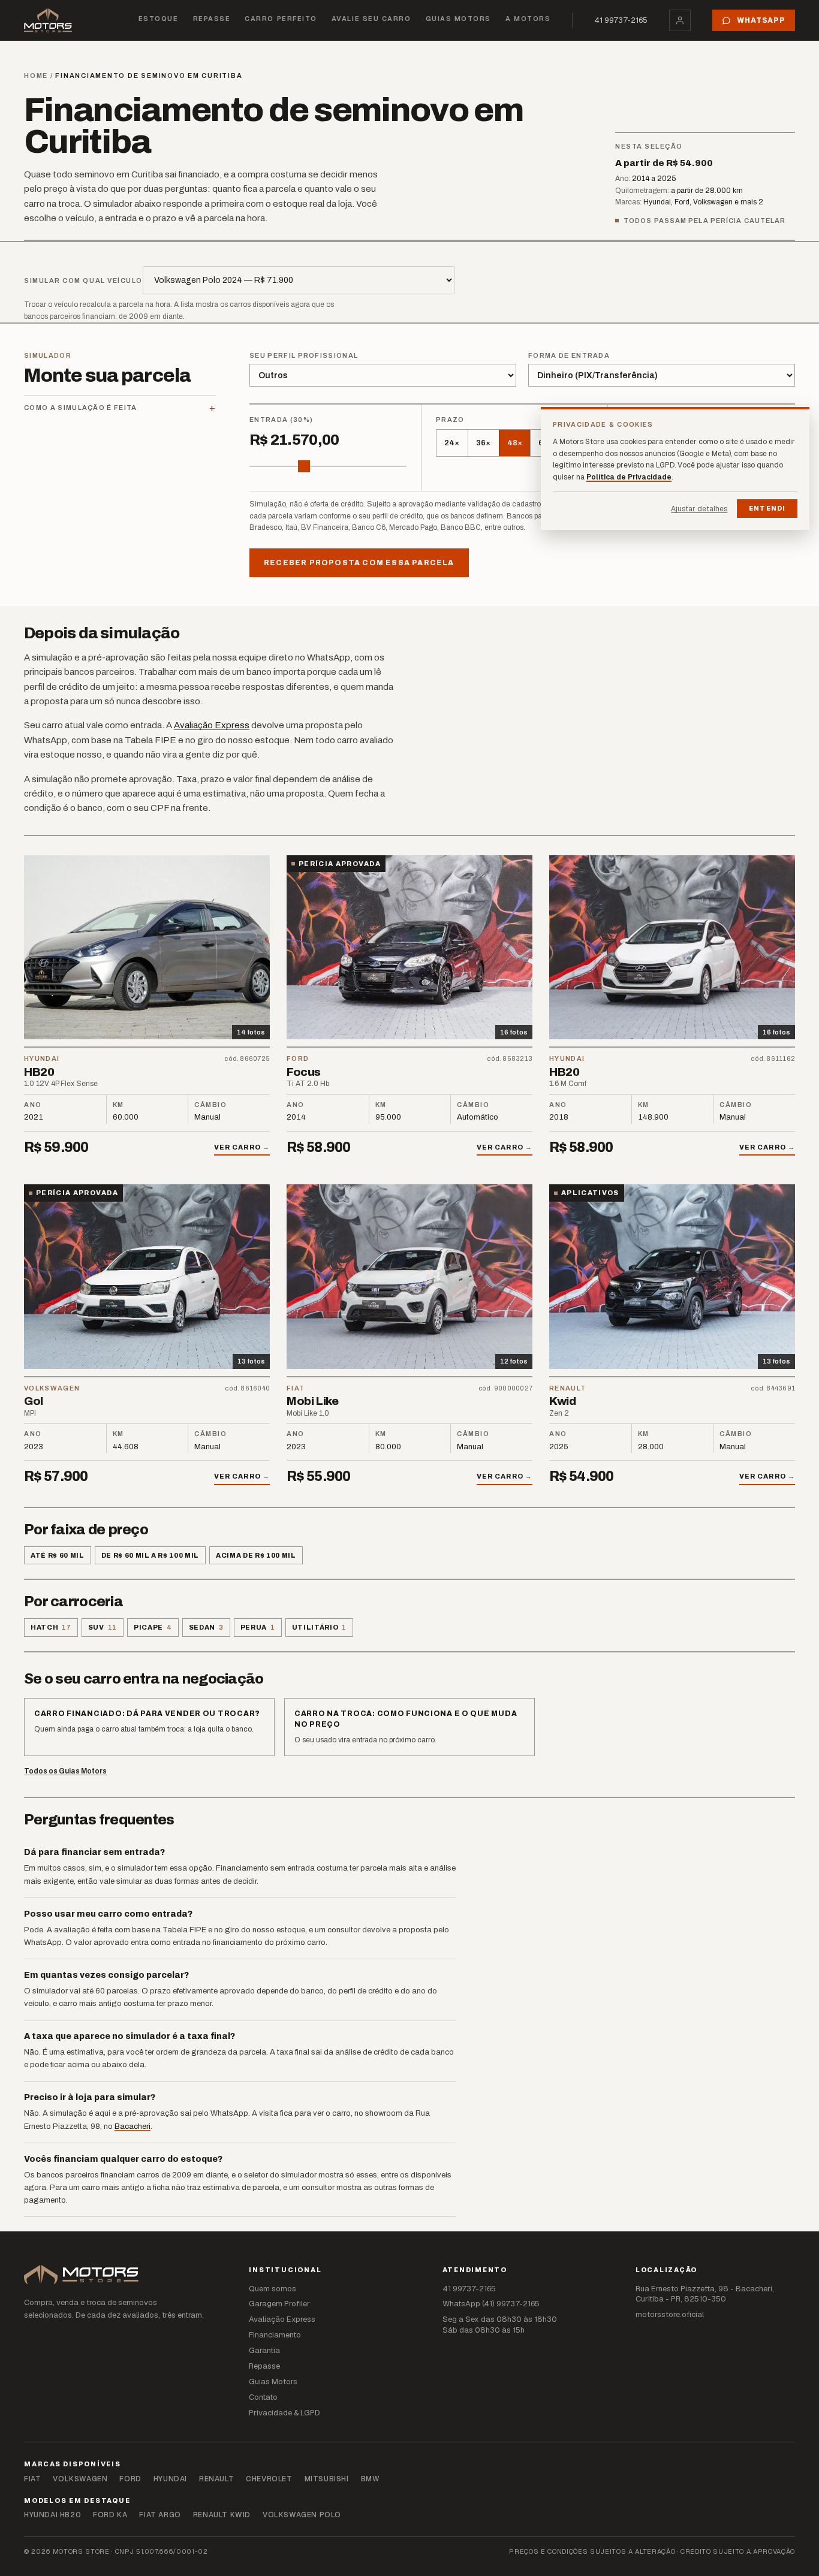 MOTORS
STORE
ESTOQUE REPASSE CARRO PERFEITO AVALIE SEU CARRO GUIAS MOTORS A MOTORS
41 99737-2165
WHATSAPP
HOME / FINANCIAMENTO DE SEMINOVO EM CURITIBA
Financiamento de seminovo em
Curitiba
Quase todo seminovo em Curitiba sai financiado, e a compra costuma se decidir menos
pelo preço à vista do que por duas perguntas: quanto fica a parcela e quanto vale o seu
carro na troca. O simulador abaixo responde a primeira com o estoque real da loja. Você
escolhe o veículo, a entrada e o prazo e vê a parcela na hora.
NESTA SELEÇÃO
A partir de R$ 54.900
Ano: 2014 a 2025
Quilometragem: a partir de 28.000 km
Marcas: Hyundai, Ford, Volkswagen e mais 2
TODOS PASSAM PELA PERÍCIA CAUTELAR
SIMULAR COM QUAL VEÍCULO
Volkswagen Polo 2024 — R$ 71.900
Trocar o veículo recalcula a parcela na hora. A lista mostra os carros disponíveis agora que os
bancos parceiros financiam: de 2009 em diante.
SIMULADOR
Monte sua parcela
COMO A SIMULAÇÃO É FEITA +
SEU PERFIL PROFISSIONAL
Outros
FORMA DE ENTRADA
Dinheiro (PIX/Transferência)
ENTRADA (30%)
R$ 21.570,00
PRAZO
24× 36× 48× 6
Simulação, não é oferta de crédito. Sujeito a aprovação mediante validação de cadastro
cada parcela variam conforme o seu perfil de crédito, que os bancos definem. Bancos pa
Bradesco, Itaú, BV Financeira, Banco C6, Mercado Pago, Banco BBC, entre outros.
RECEBER PROPOSTA COM ESSA PARCELA
PRIVACIDADE & COOKIES
A Motors Store usa cookies para entender como o site é usado e medir
o desempenho dos nossos anúncios (Google e Meta), com base no
legítimo interesse previsto na LGPD. Você pode ajustar isso quando
quiser na Política de Privacidade.
Ajustar detalhes
ENTENDI
Depois da simulação
A simulação e a pré-aprovação são feitas pela nossa equipe direto no WhatsApp, com os
principais bancos parceiros. Trabalhar com mais de um banco importa porque cada um lê
perfil de crédito de um jeito: a mesma pessoa recebe respostas diferentes, e quem manda
a proposta para um só nunca descobre isso.
Seu carro atual vale como entrada. A Avaliação Express devolve uma proposta pelo
WhatsApp, com base na Tabela FIPE e no giro do nosso estoque. Nem todo carro avaliado
vira estoque nosso, e quando não vira a gente diz por quê.
A simulação não promete aprovação. Taxa, prazo e valor final dependem de análise de
crédito, e o número que aparece aqui é uma estimativa, não uma proposta. Quem fecha a
condição é o banco, com o seu CPF na frente.
14 fotos
HYUNDAI cód. 8660725
HB20
1.0 12V 4P Flex Sense
ANO KM CÂMBIO
2021 60.000 Manual
R$ 59.900 VER CARRO →
PERÍCIA APROVADA
16 fotos
FORD cód. 8583213
Focus
Ti AT 2.0 Hb
ANO KM CÂMBIO
2014 95.000 Automático
R$ 58.900 VER CARRO →
16 fotos
HYUNDAI cód. 8611162
HB20
1.6 M Comf
ANO KM CÂMBIO
2018 148.900 Manual
R$ 58.900 VER CARRO →
PERÍCIA APROVADA
13 fotos
VOLKSWAGEN cód. 8616040
Gol
MPI
ANO KM CÂMBIO
2023 44.608 Manual
R$ 57.900 VER CARRO →
12 fotos
FIAT cód. 900000027
Mobi Like
Mobi Like 1.0
ANO KM CÂMBIO
2023 80.000 Manual
R$ 55.900 VER CARRO →
APLICATIVOS
13 fotos
RENAULT cód. 8443691
Kwid
Zen 2
ANO KM CÂMBIO
2025 28.000 Manual
R$ 54.900 VER CARRO →
Por faixa de preço
ATÉ R$ 60 MIL DE R$ 60 MIL A R$ 100 MIL ACIMA DE R$ 100 MIL
Por carroceria
HATCH 17 SUV 11 PICAPE 4 SEDAN 3 PERUA 1 UTILITÁRIO 1
Se o seu carro entra na negociação
CARRO FINANCIADO: DÁ PARA VENDER OU TROCAR?
Quem ainda paga o carro atual também troca: a loja quita o banco.
CARRO NA TROCA: COMO FUNCIONA E O QUE MUDA
NO PREÇO
O seu usado vira entrada no próximo carro.
Todos os Guias Motors
Perguntas frequentes
Dá para financiar sem entrada?
Em muitos casos, sim, e o simulador tem essa opção. Financiamento sem entrada costuma ter parcela mais alta e análise
mais exigente, então vale simular as duas formas antes de decidir.
Posso usar meu carro como entrada?
Pode. A avaliação é feita com base na Tabela FIPE e no giro do nosso estoque, e um consultor devolve a proposta pelo
WhatsApp. O valor aprovado entra como entrada no financiamento do próximo carro.
Em quantas vezes consigo parcelar?
O simulador vai até 60 parcelas. O prazo efetivamente aprovado depende do banco, do perfil de crédito e do ano do
veículo, e carro mais antigo costuma ter prazo menor.
A taxa que aparece no simulador é a taxa final?
Não. É uma estimativa, para você ter ordem de grandeza da parcela. A taxa final sai da análise de crédito de cada banco
e pode ficar acima ou abaixo dela.
Preciso ir à loja para simular?
Não. A simulação é aqui e a pré-aprovação sai pelo WhatsApp. A visita fica para ver o carro, no showroom da Rua
Ernesto Piazzetta, 98, no Bacacheri.
Vocês financiam qualquer carro do estoque?
Os bancos parceiros financiam carros de 2009 em diante, e o seletor do simulador mostra só esses, entre os disponíveis
agora. Para um carro mais antigo a ficha não traz estimativa de parcela, e um consultor mostra as outras formas de
pagamento.
MOTORS
STORE
Compra, venda e troca de seminovos
selecionados. De cada dez avaliados, três entram.
INSTITUCIONAL
Quem somos
Garagem Profiler
Avaliação Express
Financiamento
Garantia
Repasse
Guias Motors
Contato
Privacidade & LGPD
ATENDIMENTO
41 99737-2165
WhatsApp (41) 99737-2165
Seg a Sex das 08h30 às 18h30
Sáb das 08h30 às 15h
LOCALIZAÇÃO
Rua Ernesto Piazzetta, 98 - Bacacheri,
Curitiba - PR, 82510-350
motorsstore.oficial
MARCAS DISPONÍVEIS
FIAT VOLKSWAGEN FORD HYUNDAI RENAULT CHEVROLET MITSUBISHI BMW
MODELOS EM DESTAQUE
HYUNDAI HB20 FORD KA FIAT ARGO RENAULT KWID VOLKSWAGEN POLO
© 2026 MOTORS STORE · CNPJ 51.007.666/0001-02
PREÇOS E CONDIÇÕES SUJEITOS A ALTERAÇÃO · CRÉDITO SUJEITO A APROVAÇÃO